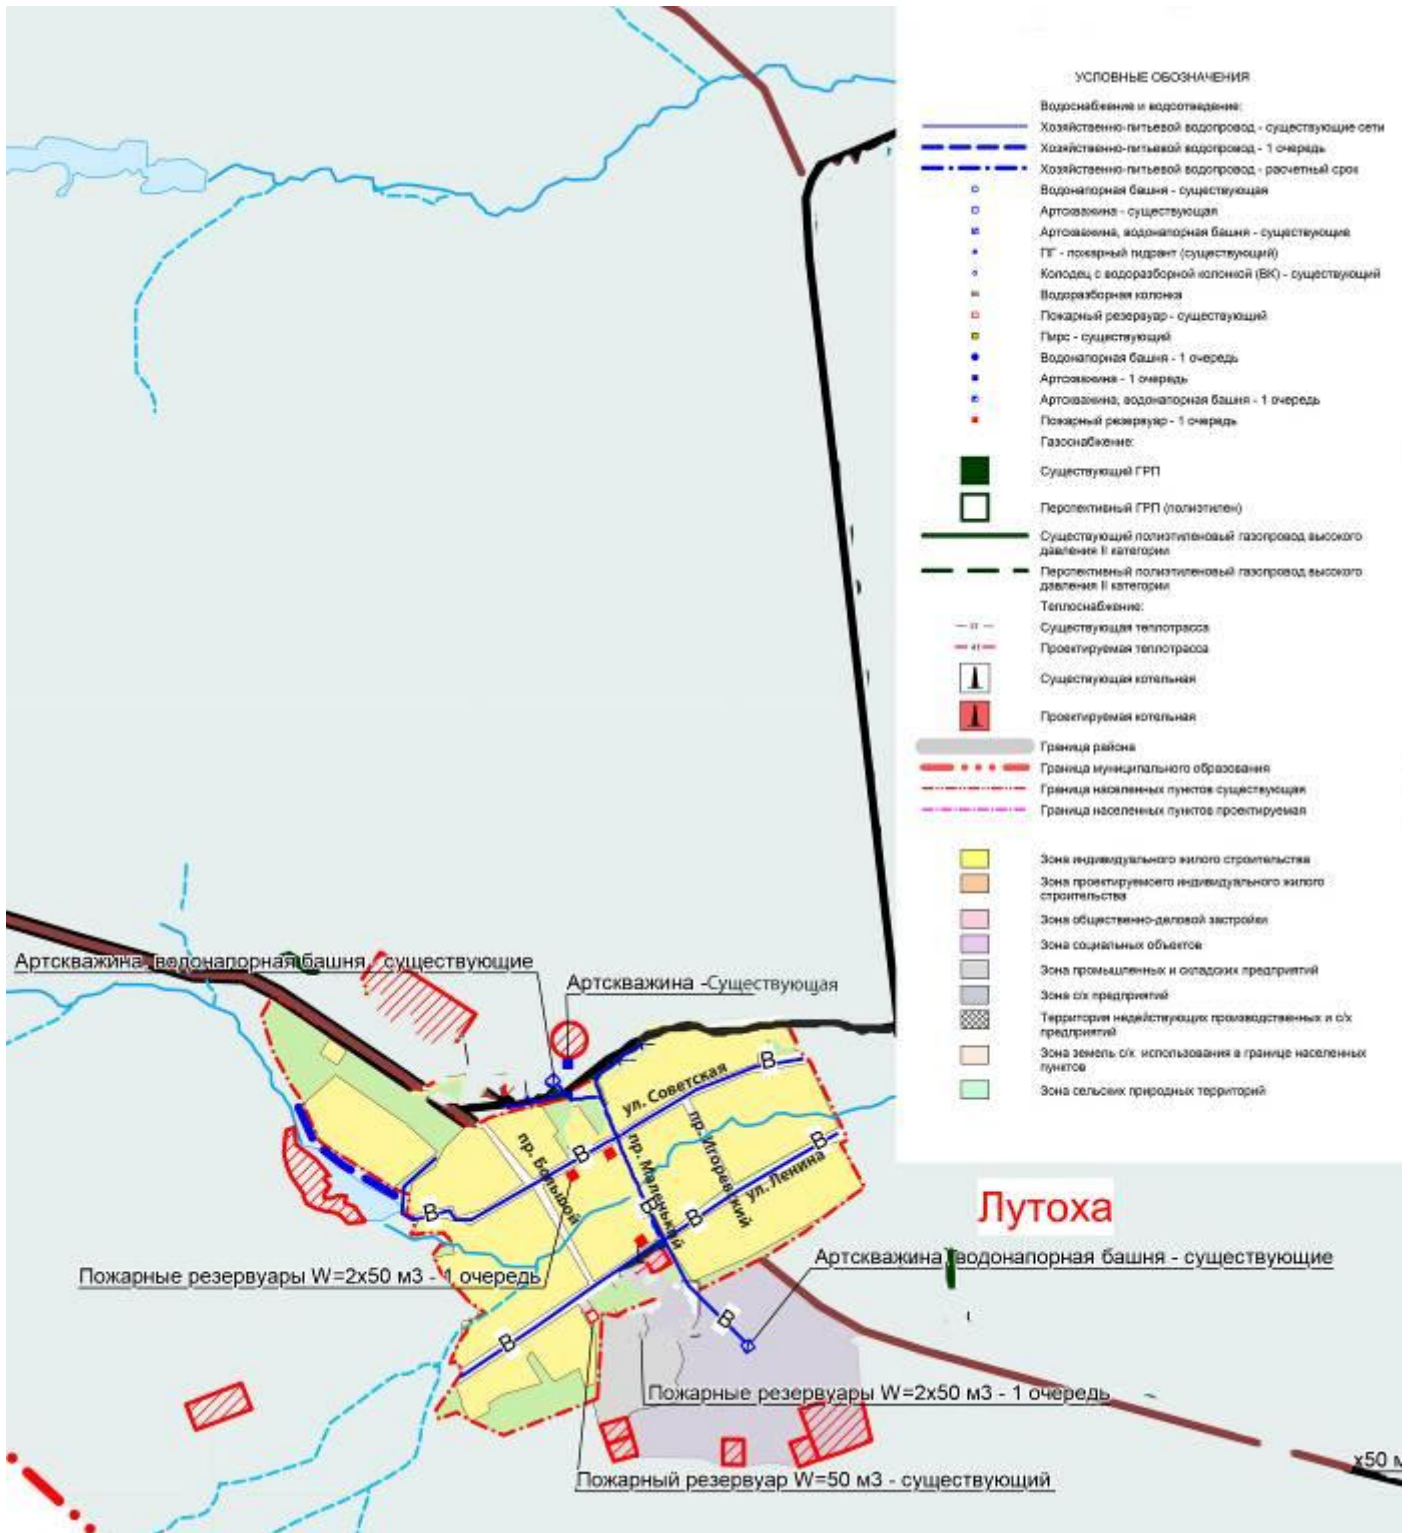 УСЛОВНЫЕ ОБОЗНАЧЕНИЯ
Водоснабжение и водоотведение:
Хозяйственно-питьевой водопровод - существующие сети
Хозяйственно-питьевой водопровод - 1 очередь
Хозяйственно-питьевой водопровод - расчетный срок
Водонапорная башня - существующая
Артскважина - существующая
Артскважина, водонапорная башня - существующие
ПГ - пожарный гидрант (существующий)
Колодец с водоразборной колонкой (ВК) - существующий
Водоразборная колонка
Пожарный резервуар - существующий
Пирс - существующий
Водонапорная башня - 1 очередь
Артскважина - 1 очередь
Артскважина, водонапорная башня - 1 очередь
Пожарный резервуар - 1 очередь
Газоснабжение:
Существующий ГРП
Перспективный ГРП (полиэтилен)
Существующий полиэтиленовый газопровод высокого
давления II категории
Перспективный полиэтиленовый газопровод высокого
давления II категории
Теплоснабжение:
Существующая теплотрасса
Проектируемая теплотрасса
Существующая котельная
Проектируемая котельная
Граница района
Граница муниципального образования
Граница населенных пунктов существующая
Граница населенных пунктов проектируемая
Зона индивидуального жилого строительства
Зона проектируемоего индивидуального жилого
строительства
Зона общественно-деловой застройки
Зона социальных объектов
Зона промышленных и складских предприятий
Зона с/х предприятий
Территория недействующих производственных и с/х
предприятий
Зона земель с/х использования в границе населенных
пунктов
Зона сельских природных территорий
Артскважина, водонапорная башня, существующие
Артскважина -Существующая
В
ул. Советская
пр. Большой
пр. Маленький
пр. Игоревский
ул. Ленина
В
В
В
В
В
В
В
Лутоха
Артскважина, водонапорная башня - существующие
Пожарные резервуары W=2x50 м3 - 1 очередь
Пожарные резервуары W=2x50 м3 - 1 очередь
Пожарный резервуар W=50 м3 - существующий
x50 м